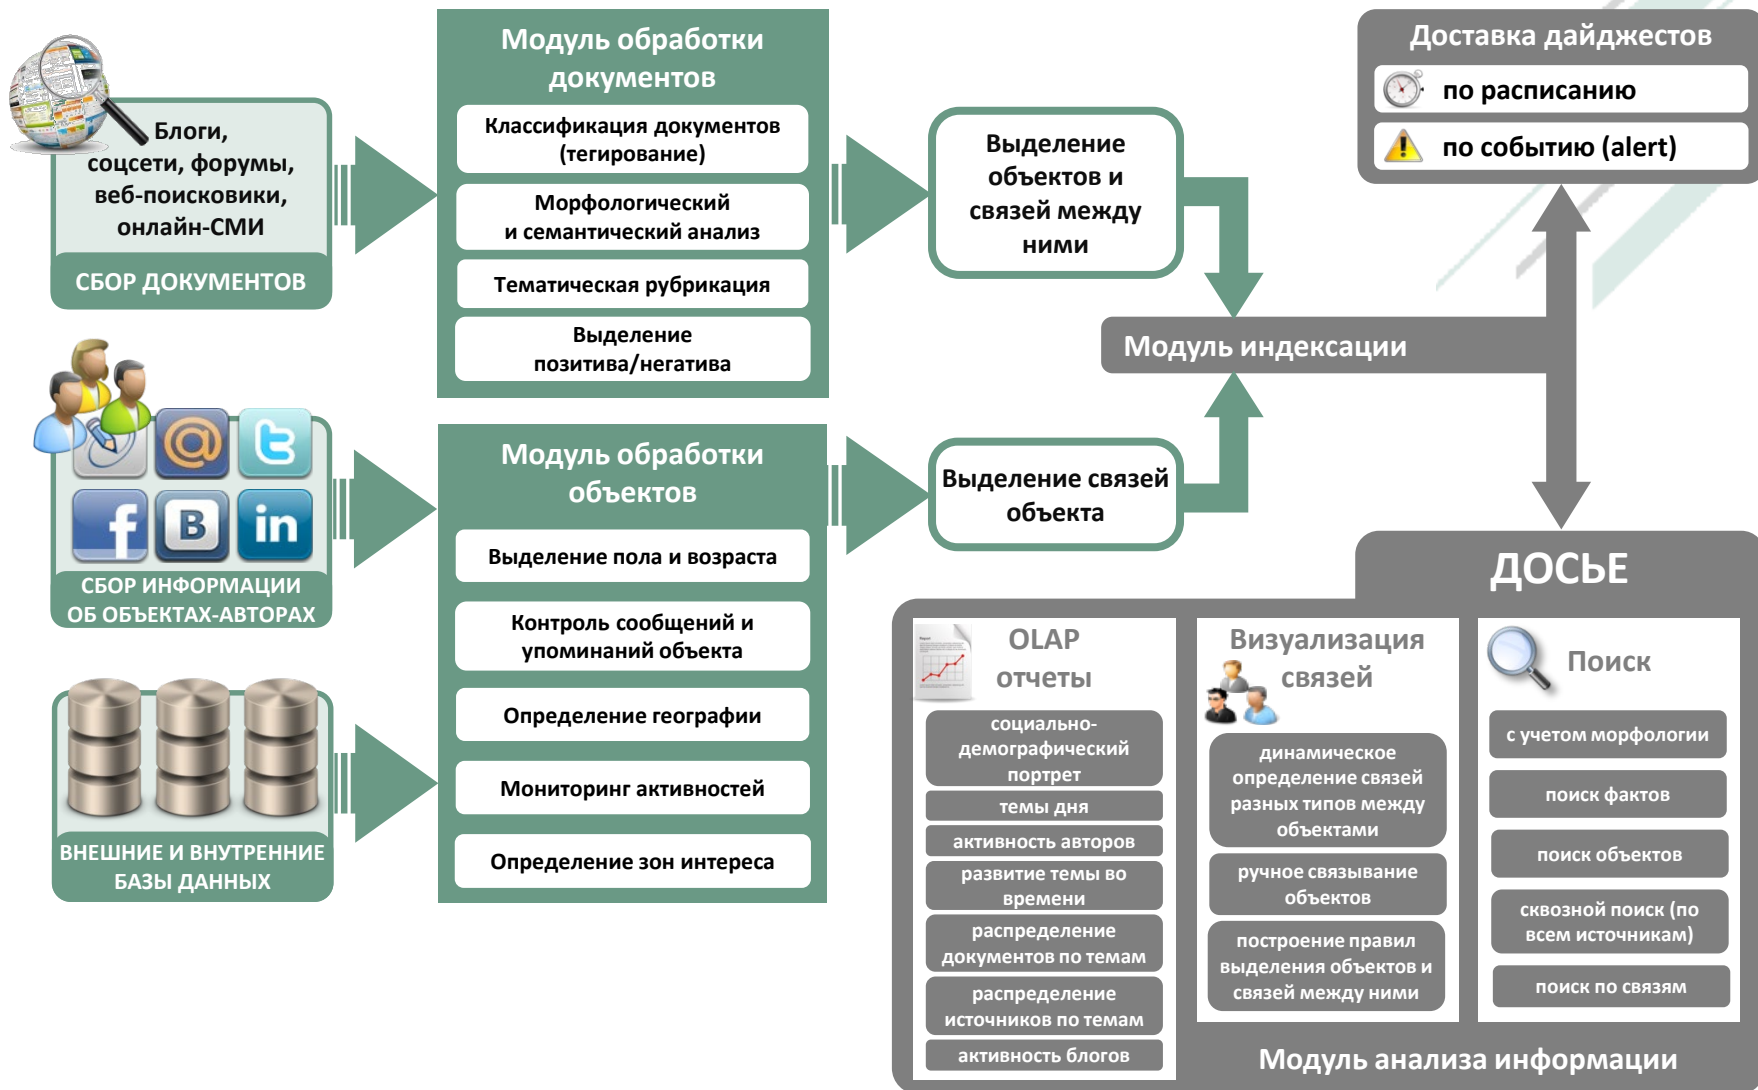 Блоги,
соцсети, форумы,
веб-поисковики,
онлайн-СМИ
СБОР ДОКУМЕНТОВ
Модуль обработки
документов
Классификация документов
(тегирование)
Морфологический
и семантический анализ
Тематическая рубрикация
Выделение
позитива/негатива
Выделение
объектов и
связей между
ними
Доставка дайджестов
по расписанию
по событию (alert)
Модуль индексации
СБОР ИНФОРМАЦИИ
ОБ ОБЪЕКТАХ-АВТОРАХ
Модуль обработки
объектов
Выделение пола и возраста
Контроль сообщений и
упоминаний объекта
Определение географии
Мониторинг активностей
Определение зон интереса
Выделение связей
объекта
ВНЕШНИЕ И ВНУТРЕННИЕ
БАЗЫ ДАННЫХ
ДОСЬЕ
OLAP
отчеты
социально-
демографический
портрет
темы дня
активность авторов
развитие темы во
времени
распределение
документов по темам
распределение
источников по темам
активность блогов
Визуализация
связей
динамическое
определение связей
разных типов между
объектами
ручное связывание
объектов
построение правил
выделения объектов и
связей между ними
Поиск
с учетом морфологии
поиск фактов
поиск объектов
сквозной поиск (по
всем источникам)
поиск по связям
Модуль анализа информации